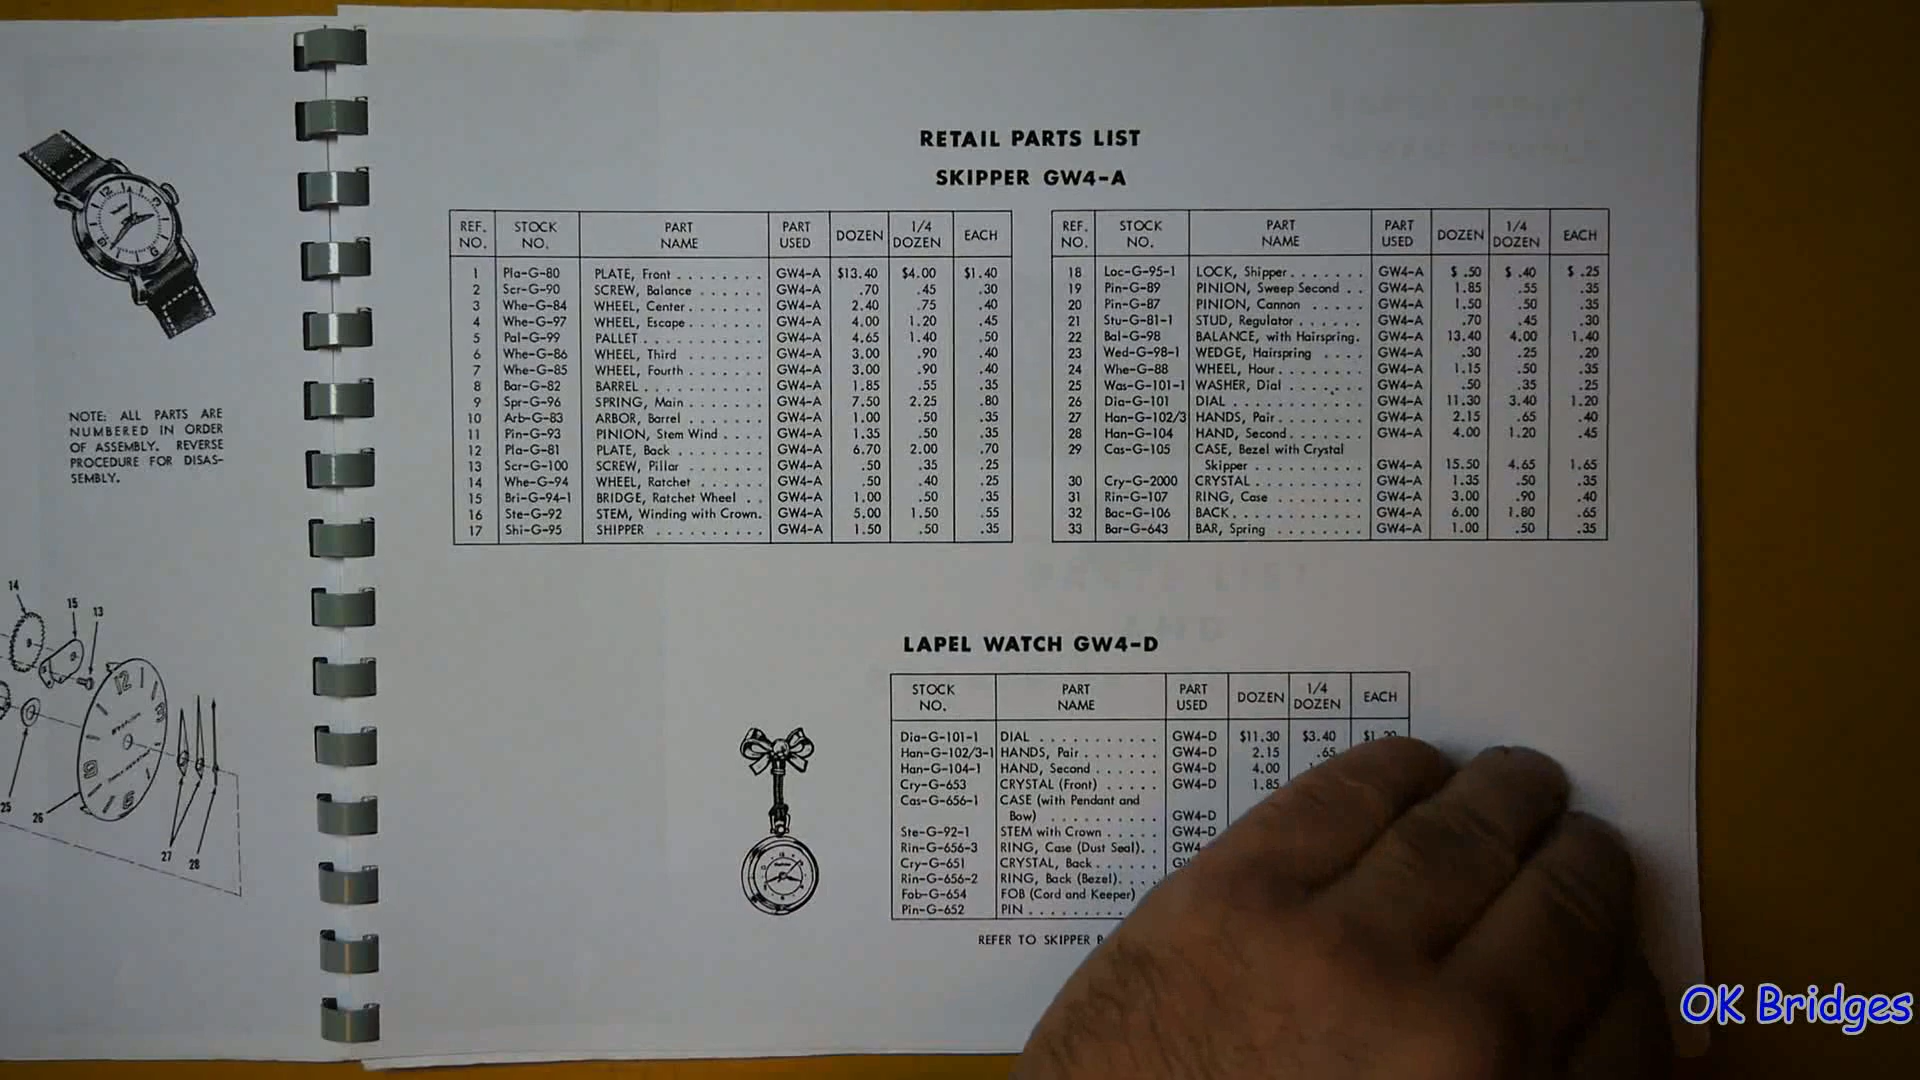 NOTE: ALL PARTS ARE
NUMBERED IN ORDER
OF ASSEMBLY. REVERSE
PROCEDURE FOR DISAS-
SEMBLY.
14
15
13
25
26
27
28
RETAIL PARTS LIST
SKIPPER GW4-A
REF. NO. STOCK NO. PART NAME PART USED DOZEN 1/4 DOZEN EACH
1 Pla-G-80 PLATE, Front ........ GW4-A $13.40 $4.00 $1.40
2 Scr-G-90 SCREW, Balance ...... GW4-A .70 .45 .30
3 Whe-G-84 WHEEL, Center ....... GW4-A 2.40 .75 .40
4 Whe-G-97 WHEEL, Escape ....... GW4-A 4.00 1.20 .45
5 Pal-G-99 PALLET ........... GW4-A 4.65 1.40 .50
6 Whe-G-86 WHEEL, Third ........ GW4-A 3.00 .90 .40
7 Whe-G-85 WHEEL, Fourth ....... GW4-A 3.00 .90 .40
8 Bar-G-82 BARREL ........... GW4-A 1.85 .55 .35
9 Spr-G-96 SPRING, Main ....... GW4-A 7.50 2.25 .80
10 Arb-G-83 ARBOR, Barrel ....... GW4-A 1.00 .50 .35
11 Pin-G-93 PINION, Stem Wind .... GW4-A 1.35 .50 .35
12 Pla-G-81 PLATE, Back ........ GW4-A 6.70 2.00 .70
13 Scr-G-100 SCREW, Pillar ....... GW4-A .50 .35 .25
14 Whe-G-94 WHEEL, Ratchet ...... GW4-A .50 .40 .25
15 Bri-G-94-1 BRIDGE, Ratchet Wheel .. GW4-A 1.00 .50 .35
16 Ste-G-92 STEM, Winding with Crown. GW4-A 5.00 1.50 .55
17 Shi-G-95 SHIPPER .......... GW4-A 1.50 .50 .35
REF. NO. STOCK NO. PART NAME PART USED DOZEN 1/4 DOZEN EACH
18 Loc-G-95-1 LOCK, Shipper ....... GW4-A $ .50 $ .40 $ .25
19 Pin-G-89 PINION, Sweep Second .. GW4-A 1.85 .55 .35
20 Pin-G-87 PINION, Cannon ...... GW4-A 1.50 .50 .35
21 Stu-G-81-1 STUD, Regulator ...... GW4-A .70 .45 .30
22 Bal-G-98 BALANCE, with Hairspring. GW4-A 13.40 4.00 1.40
23 Wed-G-98-1 WEDGE, Hairspring .... GW4-A .30 .25 .20
24 Whe-G-88 WHEEL, Hour ........ GW4-A 1.15 .50 .35
25 Was-G-101-1 WASHER, Dial ....... GW4-A .50 .35 .25
26 Dia-G-101 DIAL ............ GW4-A 11.30 3.40 1.20
27 Han-G-102/3 HANDS, Pair ........ GW4-A 2.15 .65 .40
28 Han-G-104 HAND, Second ....... GW4-A 4.00 1.20 .45
29 Cas-G-105 CASE, Bezel with Crystal
Skipper .......... GW4-A 15.50 4.65 1.65
30 Cry-G-2000 CRYSTAL .......... GW4-A 1.35 .50 .35
31 Rin-G-107 RING, Case ......... GW4-A 3.00 .90 .40
32 Bac-G-106 BACK ............ GW4-A 6.00 1.80 .65
33 Bar-G-643 BAR, Spring ........ GW4-A 1.00 .50 .35
LAPEL WATCH GW4-D
STOCK NO. PART NAME PART USED DOZEN 1/4 DOZEN EACH
Dia-G-101-1 DIAL ........... GW4-D $11.30 $3.40
Han-G-102/3-1 HANDS, Pair ....... GW4-D 2.15 .65
Han-G-104-1 HAND, Second ...... GW4-D 4.00
Cry-G-653 CRYSTAL (Front) ..... GW4-D 1.85
Cas-G-656-1 CASE (with Pendant and
Bow) .......... GW4-D
Ste-G-92-1 STEM with Crown ..... GW4-D
Rin-G-656-3 RING, Case (Dust Seal). .
Cry-G-651 CRYSTAL, Back ......
Rin-G-656-2 RING, Back (Bezel). . . .
Fob-G-654 FOB (Cord and Keeper)
Pin-G-652 PIN .........
REFER TO SKIPPER
OK Bridges